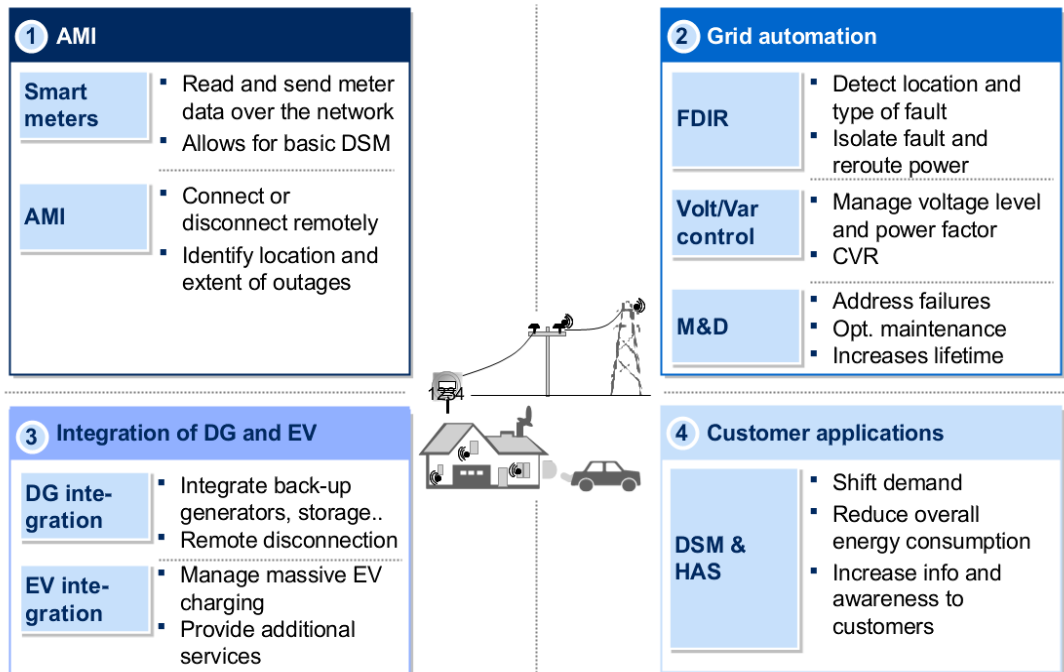 1 AMI
Smart
meters
▪ Read and send meter
data over the network
▪ Allows for basic DSM
AMI
▪ Connect or
disconnect remotely
▪ Identify location and
extent of outages
2 Grid automation
FDIR
▪ Detect location and
type of fault
▪ Isolate fault and
reroute power
Volt/Var
control
▪ Manage voltage level
and power factor
▪ CVR
M&D
▪ Address failures
▪ Opt. maintenance
▪ Increases lifetime
1234
3 Integration of DG and EV
DG inte-
gration
▪ Integrate back-up
generators, storage..
▪ Remote disconnection
EV inte-
gration
▪ Manage massive EV
charging
▪ Provide additional
services
4 Customer applications
DSM &
HAS
▪ Shift demand
▪ Reduce overall
energy consumption
▪ Increase info and
awareness to
customers